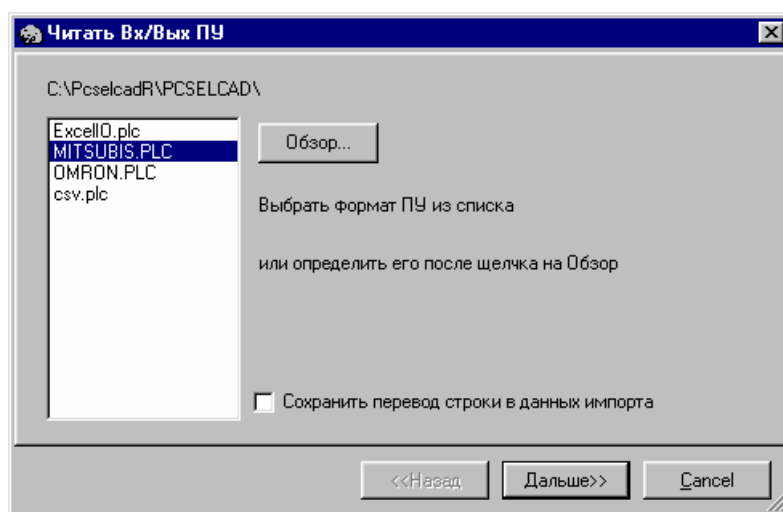 Читать Вх/Вых ПУ
C:\PcselcadR\PCSELCAD\
ExcelIO.plc
MITSUBIS.PLC
OMRON.PLC
csv.plc
Обзор...
Выбрать формат ПУ из списка
или определить его после щелчка на Обзор
Сохранить перевод строки в данных импорта
<<Назад
Дальше>>
Cancel